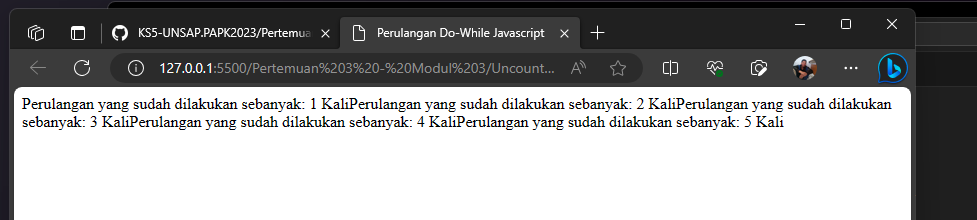 KS5-UNSAP.PAPK2023/Pertemua
Perulangan Do-While Javascript
127.0.0.1:5500/Pertemuan%203%20-%20Modul%203/Uncount...
Perulangan yang sudah dilakukan sebanyak: 1 KaliPerulangan yang sudah dilakukan sebanyak: 2 KaliPerulangan yang sudah dilakukan
sebanyak: 3 KaliPerulangan yang sudah dilakukan sebanyak: 4 KaliPerulangan yang sudah dilakukan sebanyak: 5 Kali